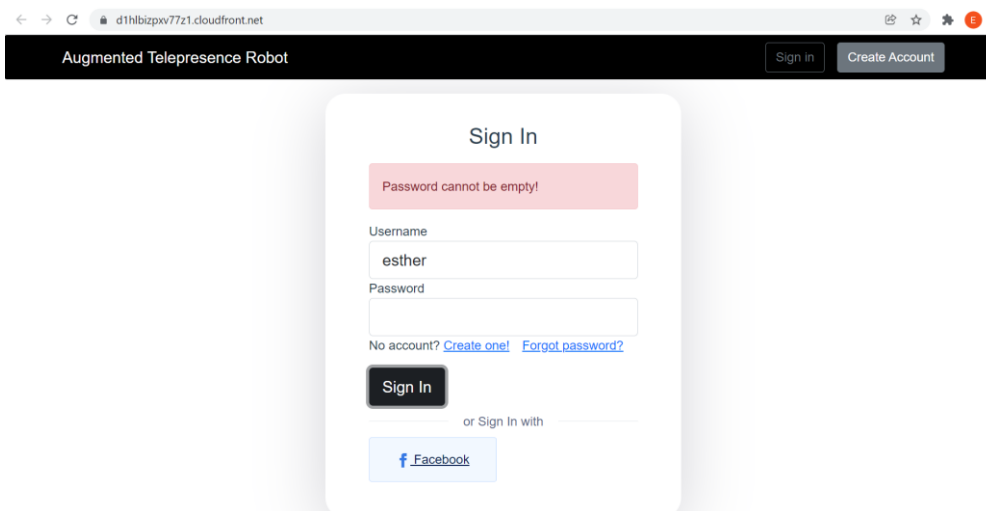 d1hlbizpxv77z1.cloudfront.net
E
Augmented Telepresence Robot
Sign in
Create Account
Sign In
Password cannot be empty!
Username
esther
Password
No account? Create one! Forgot password?
Sign In
or Sign In with
f Facebook